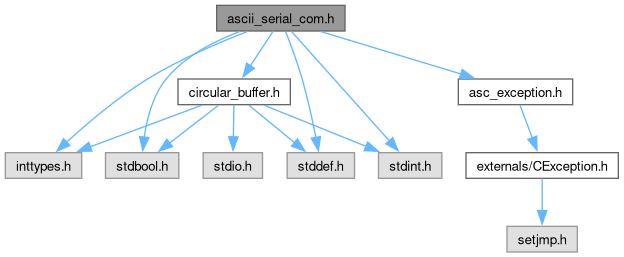 ascii_serial_com.h
circular_buffer.h
asc_exception.h
inttypes.h
stdbool.h
stdio.h
stddef.h
stdint.h
externals/CException.h
setjmp.h